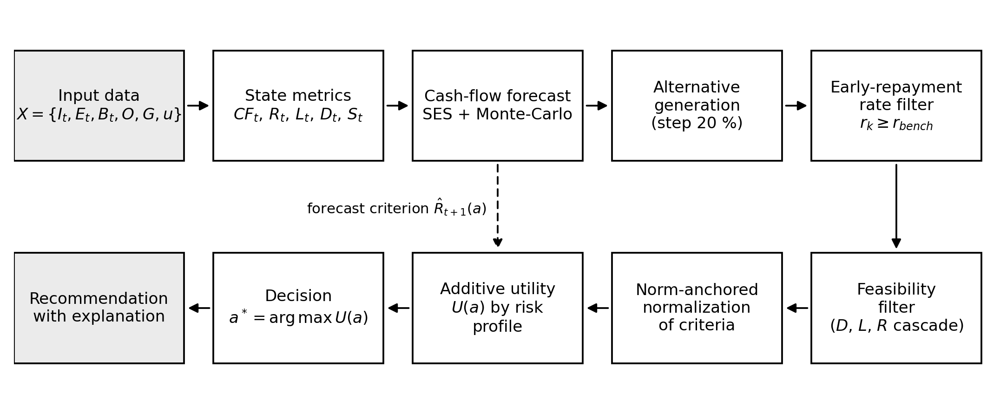 Input data
X = {I_t, E_t, B_t, O, G, u}
State metrics
CF_t, R_t, L_t, D_t, S_t
Cash-flow forecast
SES + Monte-Carlo
Alternative
generation
(step 20 %)
Early-repayment
rate filter
r_k ≥ r_bench
forecast criterion R̂_{t+1}(a)
Recommendation
with explanation
Decision
a* = arg max U(a)
Additive utility
U(a) by risk
profile
Norm-anchored
normalization
of criteria
Feasibility
filter
(D, L, R cascade)